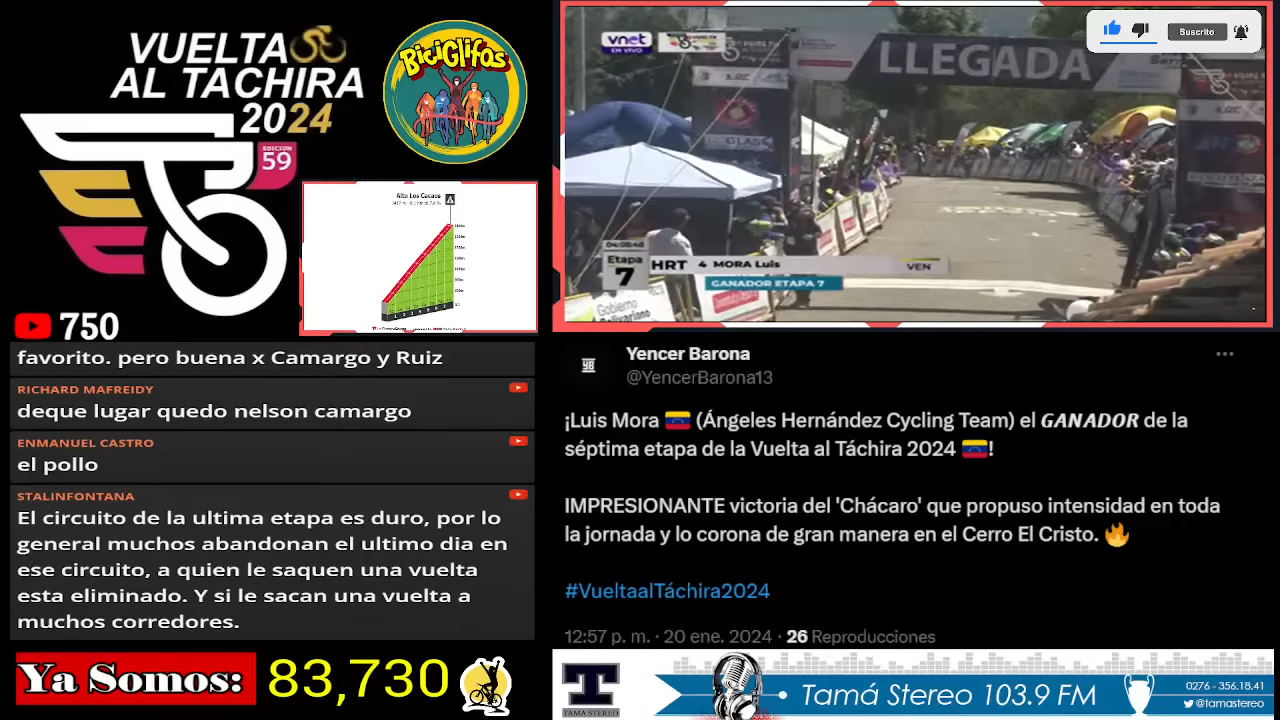 VUELTA
AL TACHIRA
2024
EDICION
59
BiciGlifos
Alto Los Cacaos
750
favorito. pero buena x Camargo y Ruiz
RICHARD MAFREIDY
deque lugar quedo nelson camargo
ENMANUEL CASTRO
el pollo
STALINFONTANA
El circuito de la ultima etapa es duro, por lo
general muchos abandonan el ultimo dia en
ese circuito, a quien le saquen una vuelta
esta eliminado. Y si le sacan una vuelta a
muchos corredores.
Ya Somos: 83,730
vnet
EN VIVO
LLEGADA
Suscrito
Etapa
7
HRT 4 MORA Luis VEN
GANADOR ETAPA 7
Gobierno
Bolivariano
Yencer Barona
@YencerBarona13
¡Luis Mora 🇻🇪 (Ángeles Hernández Cycling Team) el GANADOR de la
séptima etapa de la Vuelta al Táchira 2024 🇻🇪!
IMPRESIONANTE victoria del 'Chácaro' que propuso intensidad en toda
la jornada y lo corona de gran manera en el Cerro El Cristo. 🔥
#VueltaalTáchira2024
12:57 p. m. · 20 ene. 2024 · 26 Reproducciones
T
TAMA STEREO
Tamá Stereo 103.9 FM
0276 - 356.18.41
@tamastereo